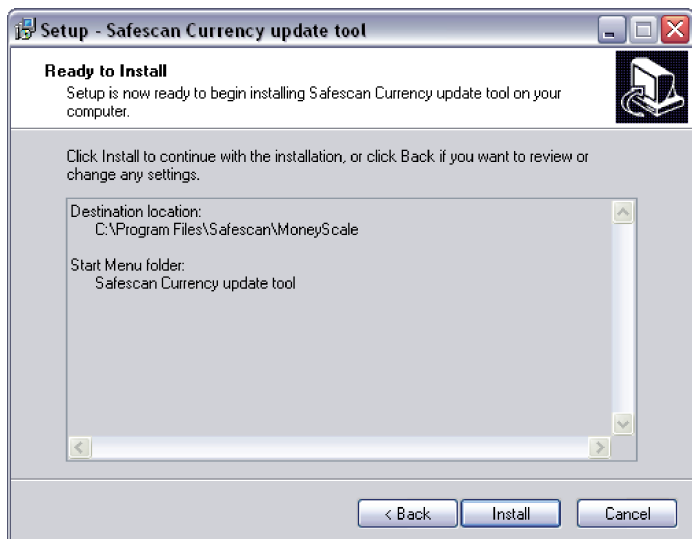 Setup - Safescan Currency update tool
Ready to Install
Setup is now ready to begin installing Safescan Currency update tool on your
computer.
Click Install to continue with the installation, or click Back if you want to review or
change any settings.
Destination location:
C:\Program Files\Safescan\MoneyScale
Start Menu folder:
Safescan Currency update tool
< Back Install Cancel